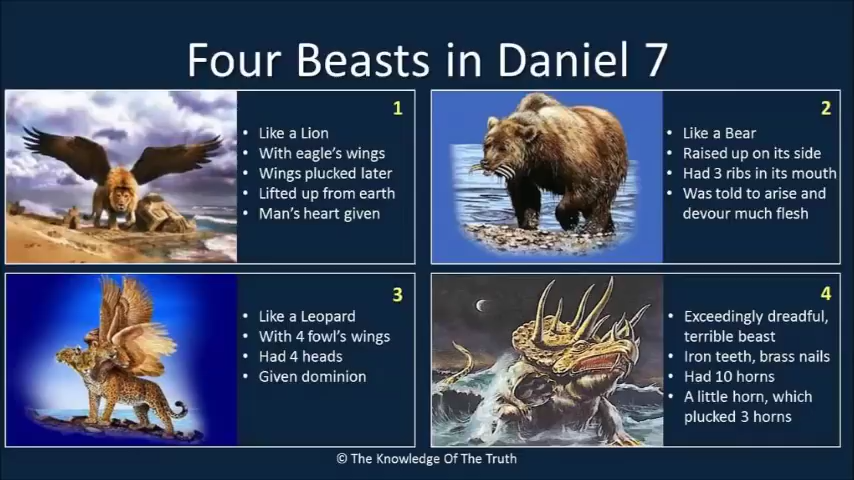 Four Beasts in Daniel 7
1
• Like a Lion
• With eagle's wings
• Wings plucked later
• Lifted up from earth
• Man's heart given
2
• Like a Bear
• Raised up on its side
• Had 3 ribs in its mouth
• Was told to arise and
devour much flesh
3
• Like a Leopard
• With 4 fowl's wings
• Had 4 heads
• Given dominion
4
• Exceedingly dreadful,
terrible beast
• Iron teeth, brass nails
• Had 10 horns
• A little horn, which
plucked 3 horns
© The Knowledge Of The Truth